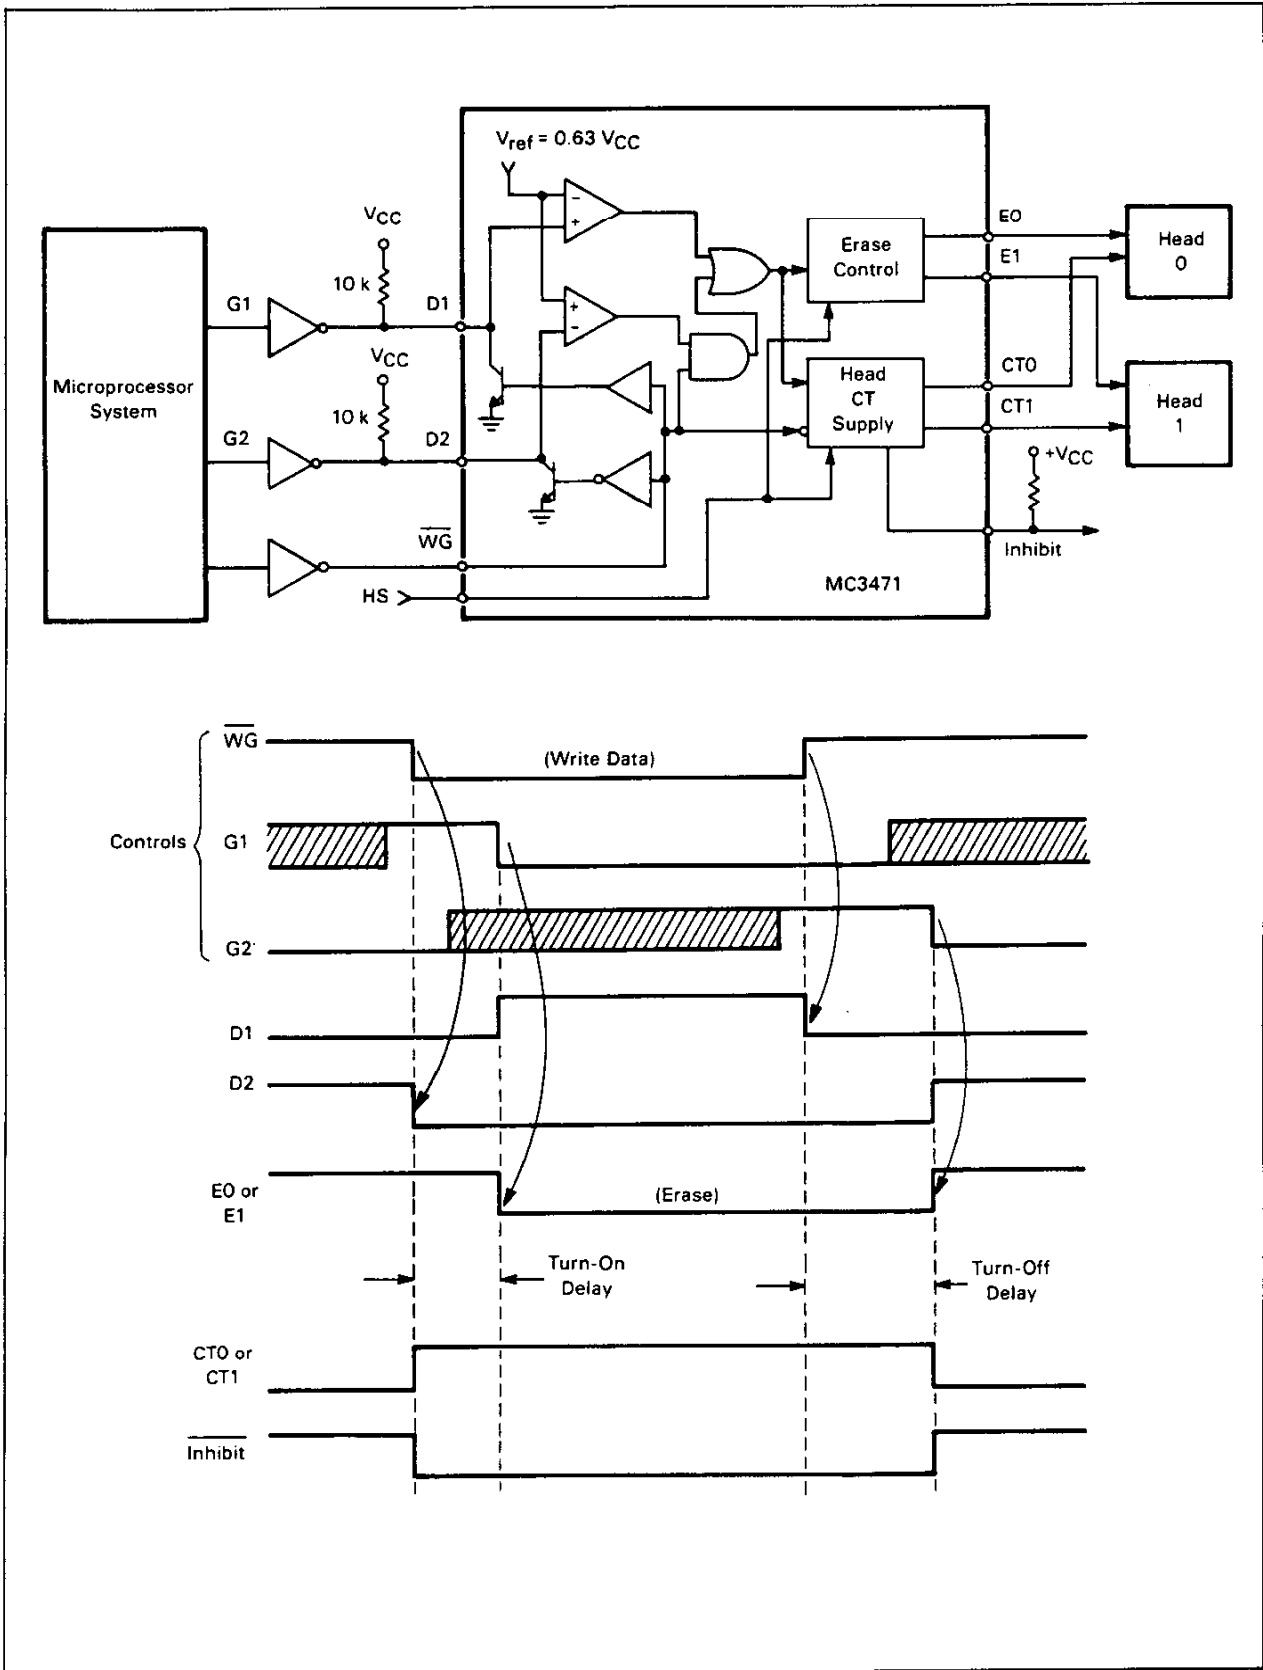 Vref = 0.63 VCC
VCC
10 k
G1
D1
VCC
10 k
G2
D2
Microprocessor
System
WG
HS
−
+
+
−
Erase
Control
Head
CT
Supply
MC3471
E0
E1
CT0
CT1
Head
0
Head
1
+VCC
Inhibit
Controls
WG
(Write Data)
G1
G2
D1
D2
E0 or
E1
(Erase)
Turn-On
Delay
Turn-Off
Delay
CT0 or
CT1
Inhibit